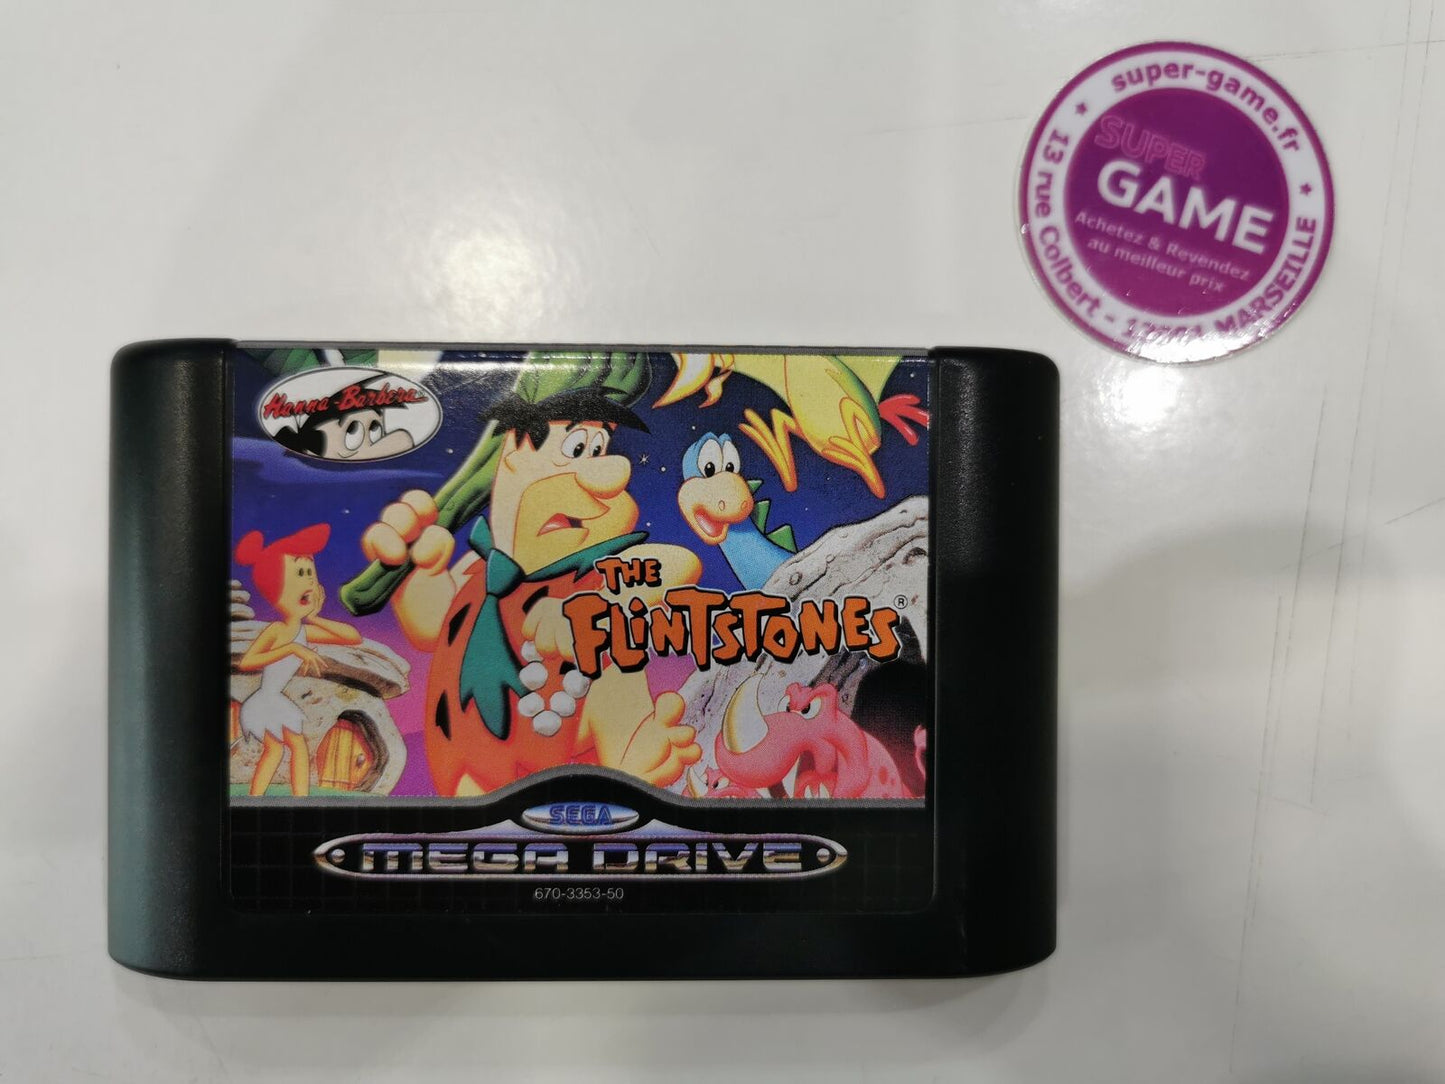 super-game.fr
★ 13 rue Colbert - 13001 MARSEILLE ★
SUPER
GAME
Achetez & Revendez
au meilleur prix
Hanna-Barbera
THE
FLINTSTONES®
SEGA
• MEGA DRIVE •
670-3353-50